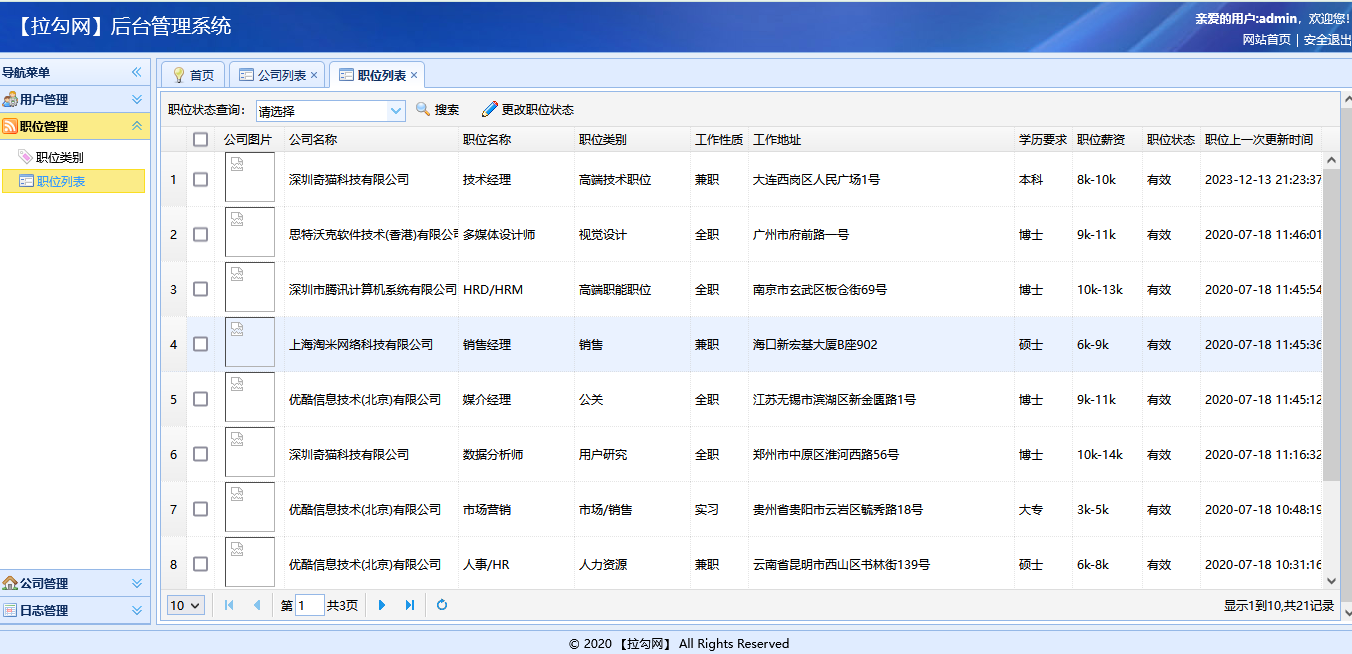 【拉勾网】后台管理系统
亲爱的用户:admin，欢迎您!
网站首页 | 安全退出
导航菜单
用户管理
职位管理
职位类别
职位列表
公司管理
日志管理
首页 公司列表 × 职位列表 ×
职位状态查询: 请选择 搜索 更改职位状态
公司图片 公司名称 职位名称 职位类别 工作性质 工作地址 学历要求 职位薪资 职位状态 职位上一次更新时间
1 深圳奇猫科技有限公司 技术经理 高端技术职位 兼职 大连西岗区人民广场1号 本科 8k-10k 有效 2023-12-13 21:23:37
2 思特沃克软件技术(香港)有限公司 多媒体设计师 视觉设计 全职 广州市府前路一号 博士 9k-11k 有效 2020-07-18 11:46:01
3 深圳市腾讯计算机系统有限公司 HRD/HRM 高端职能职位 全职 南京市玄武区板仓街69号 博士 10k-13k 有效 2020-07-18 11:45:54
4 上海淘米网络科技有限公司 销售经理 销售 兼职 海口新宏基大厦B座902 硕士 6k-9k 有效 2020-07-18 11:45:36
5 优酷信息技术(北京)有限公司 媒介经理 公关 全职 江苏无锡市滨湖区新金匮路1号 博士 9k-11k 有效 2020-07-18 11:45:12
6 深圳奇猫科技有限公司 数据分析师 用户研究 全职 郑州市中原区淮河西路56号 博士 10k-14k 有效 2020-07-18 11:16:32
7 优酷信息技术(北京)有限公司 市场营销 市场/销售 实习 贵州省贵阳市云岩区毓秀路18号 大专 3k-5k 有效 2020-07-18 10:48:19
8 优酷信息技术(北京)有限公司 人事/HR 人力资源 兼职 云南省昆明市西山区书林街139号 硕士 6k-8k 有效 2020-07-18 10:31:16
10 第 1 共3页 显示1到10,共21记录
© 2020 【拉勾网】 All Rights Reserved